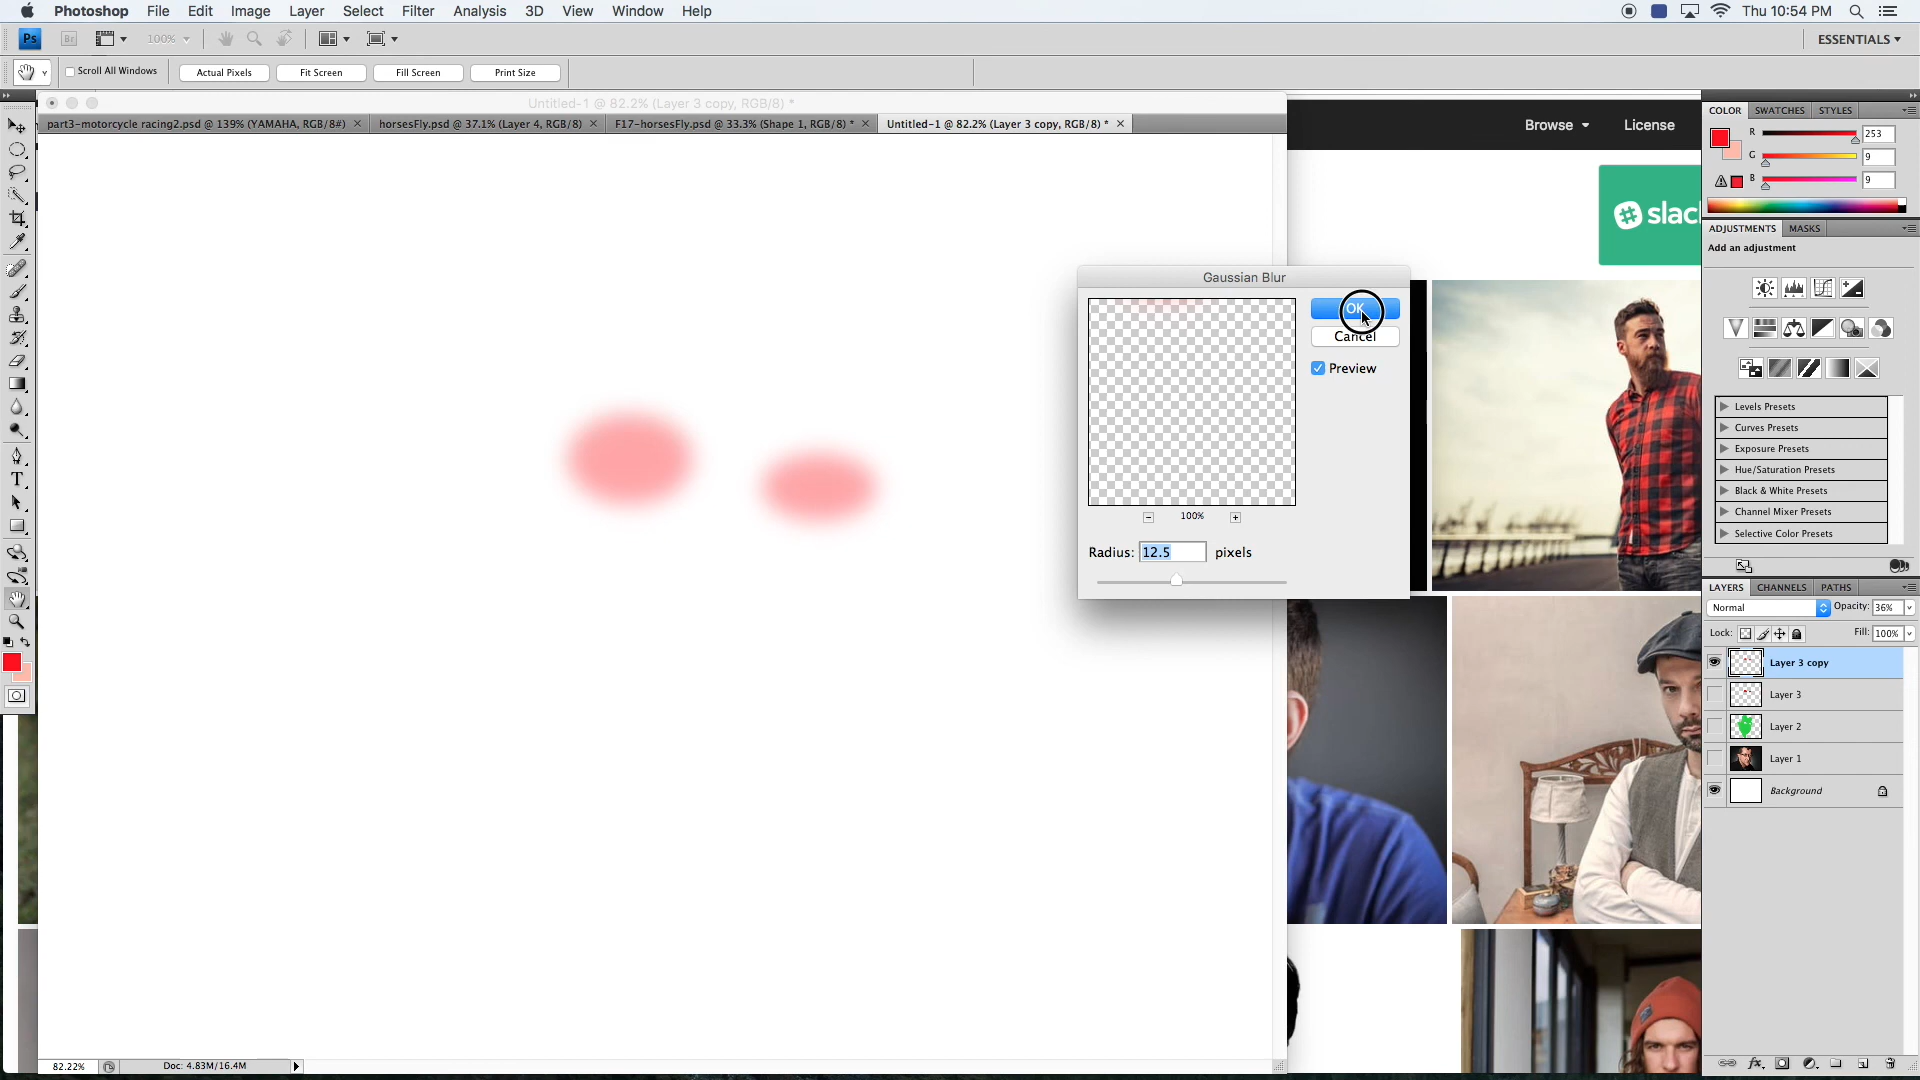 Photoshop File Edit Image Layer Select Filter Analysis 3D View Window Help Thu 10:54 PM
Ps Br 100% ESSENTIALS
Scroll All Windows Actual Pixels Fit Screen Fill Screen Print Size
Untitled-1 @ 82.2% (Layer 3 copy, RGB/8) *
part3-motorcycle racing2.psd @ 139% (YAMAHA, RGB/8#) horsesFly.psd @ 37.1% (Layer 4, RGB/8) F17-horsesFly.psd @ 33.3% (Shape 1, RGB/8) * Untitled-1 @ 82.2% (Layer 3 copy, RGB/8) *
Browse License
slac
Gaussian Blur
OK
Cancel
Preview
100%
Radius: 12.5 pixels
COLOR SWATCHES STYLES
R 253
G 9
B 9
ADJUSTMENTS MASKS
Add an adjustment
Levels Presets
Curves Presets
Exposure Presets
Hue/Saturation Presets
Black & White Presets
Channel Mixer Presets
Selective Color Presets
LAYERS CHANNELS PATHS
Normal Opacity: 36%
Lock: Fill: 100%
Layer 3 copy
Layer 3
Layer 2
Layer 1
Background
fx
T
82.22% Doc: 4.83M/16.4M